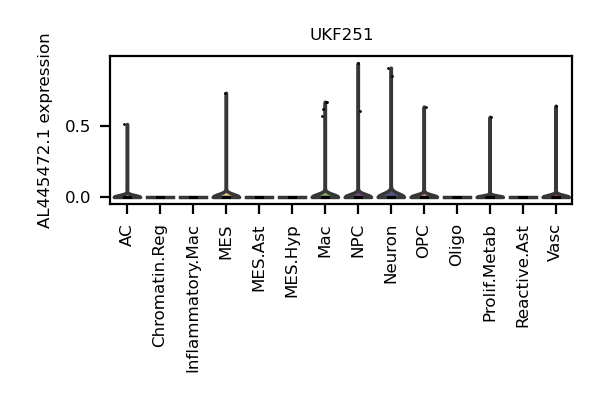 UKF251
AL445472.1 expression
0.5
0.0
AC
Chromatin.Reg
Inflammatory.Mac
MES
MES.Ast
MES.Hyp
Mac
NPC
Neuron
OPC
Oligo
Prolif.Metab
Reactive.Ast
Vasc